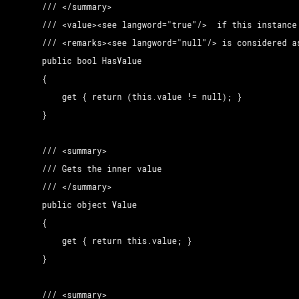 /// </summary>
/// <value><see langword="true"/>  if this instance
/// <remarks><see langword="null"/> is considered as
public bool HasValue
{
    get { return (this.value != null); }
}

/// <summary>
/// Gets the inner value
/// </summary>
public object Value
{
    get { return this.value; }
}

/// <summary>